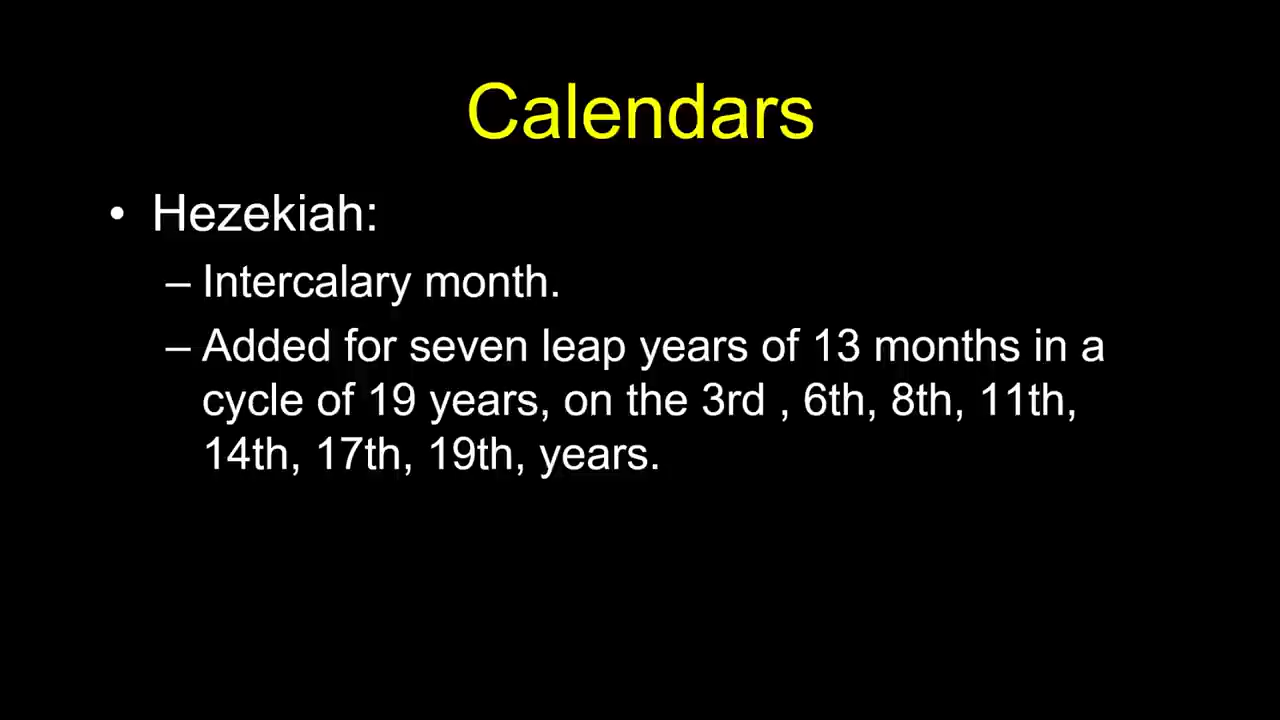 Calendars
• Hezekiah:
– Intercalary month.
– Added for seven leap years of 13 months in a
cycle of 19 years, on the 3rd , 6th, 8th, 11th,
14th, 17th, 19th, years.